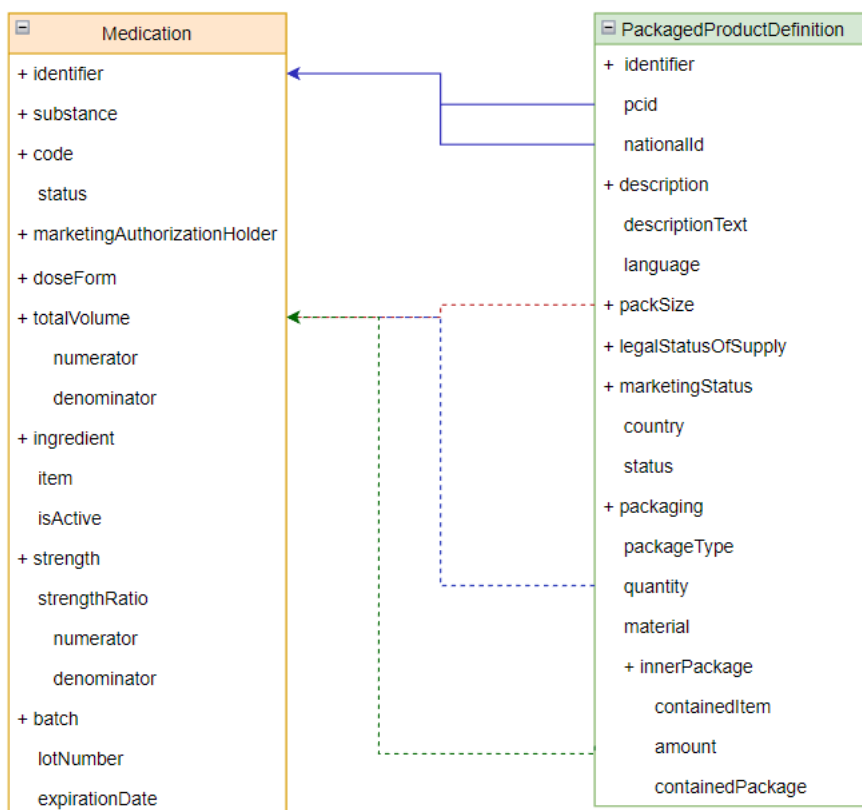 Medication
+ identifier
+ substance
+ code
status
+ marketingAuthorizationHolder
+ doseForm
+ totalVolume
numerator
denominator
+ ingredient
item
isActive
+ strength
strengthRatio
numerator
denominator
+ batch
lotNumber
expirationDate
PackagedProductDefinition
+ identifier
pcid
nationalId
+ description
descriptionText
language
+ packSize
+ legalStatusOfSupply
+ marketingStatus
country
status
+ packaging
packageType
quantity
material
+ innerPackage
containedItem
amount
containedPackage